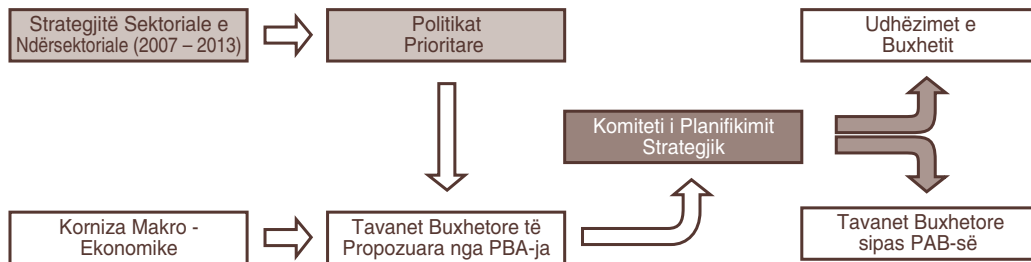 Strategjitë Sektoriale e
Ndërsektoriale (2007 – 2013)
Politikat
Prioritare
Udhëzimet e
Buxhetit
Komiteti i Planifikimit
Strategjik
Korniza Makro -
Ekonomike
Tavanet Buxhetore të
Propozuara nga PBA-ja
Tavanet Buxhetore
sipas PAB-së